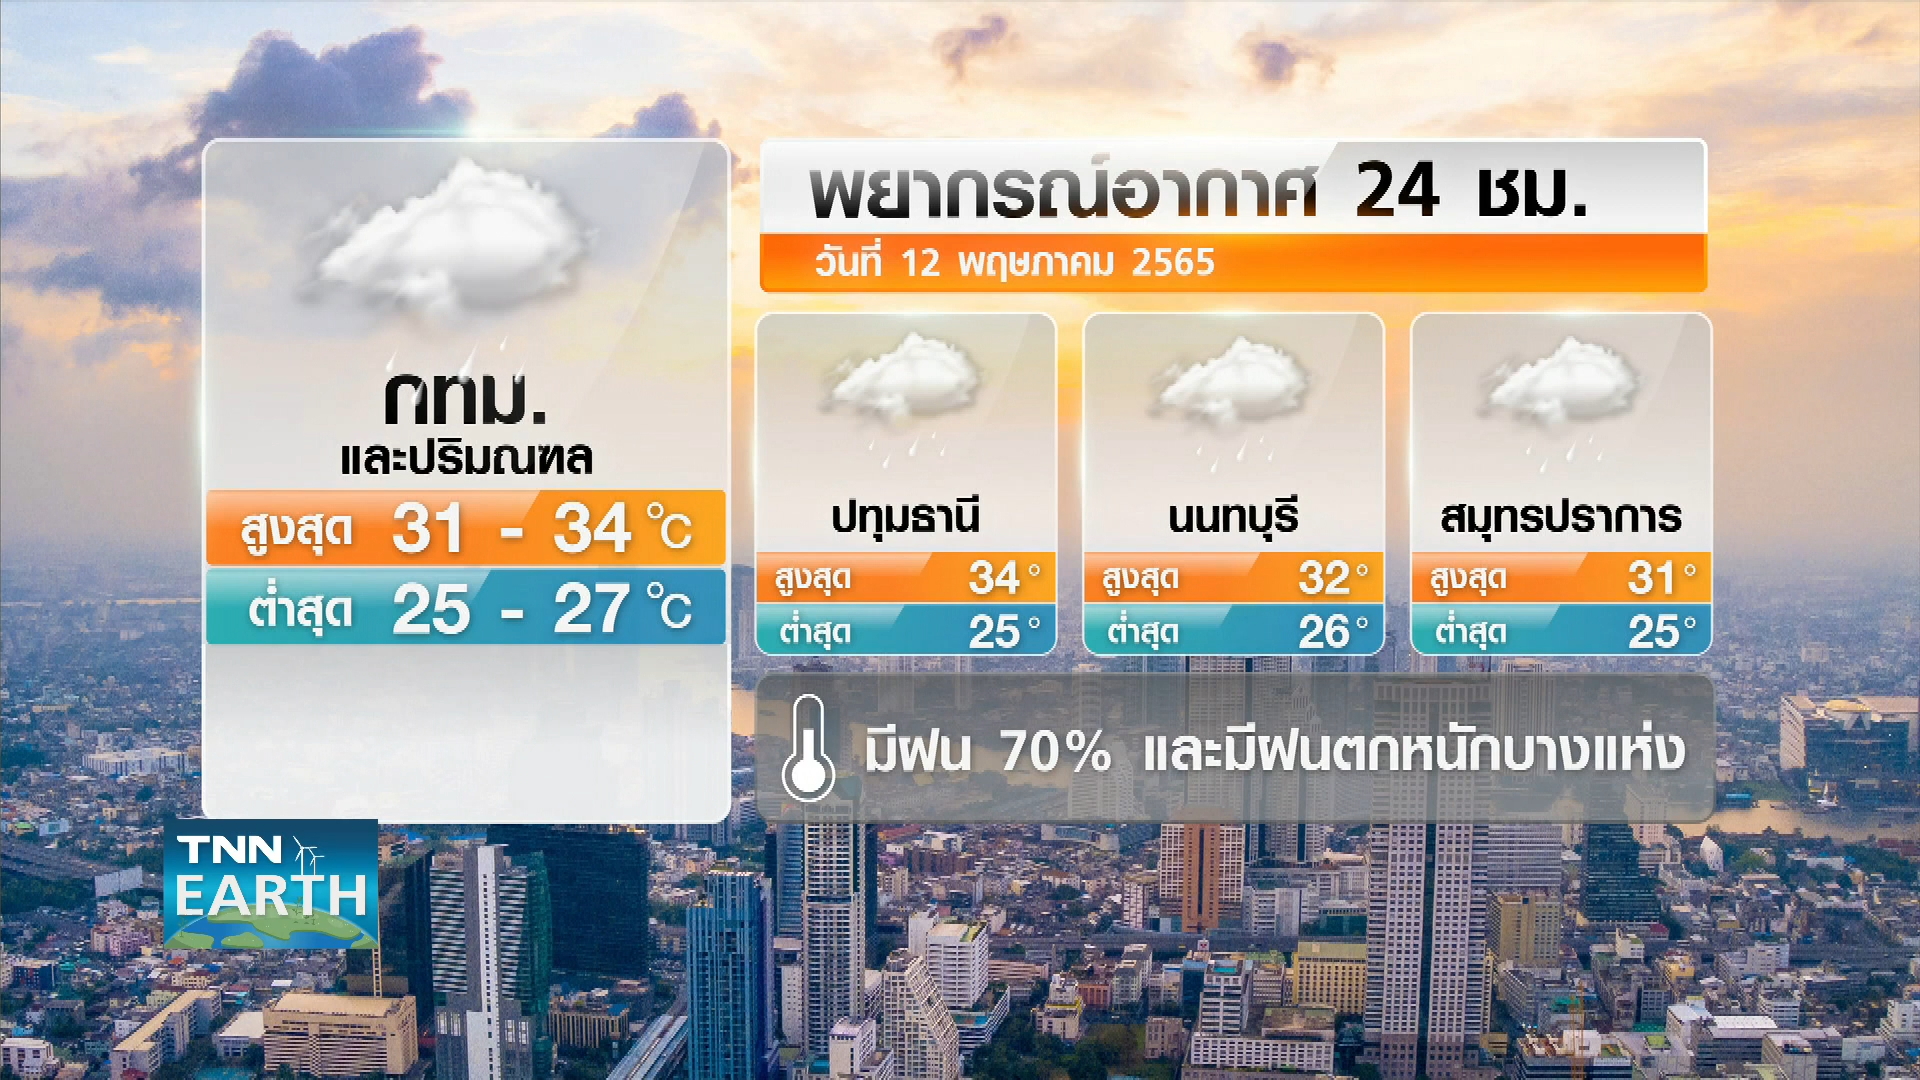 พยากรณ์อากาศ 24 ชม.
วันที่ 12 พฤษภาคม 2565
กทม.
และปริมณฑล
สูงสุด 31 - 34 °C
ต่ำสุด 25 - 27 °C
ปทุมธานี
สูงสุด 34°
ต่ำสุด 25°
นนทบุรี
สูงสุด 32°
ต่ำสุด 26°
สมุทรปราการ
สูงสุด 31°
ต่ำสุด 25°
มีฝน 70% และมีฝนตกหนักบางแห่ง
TNN
EARTH